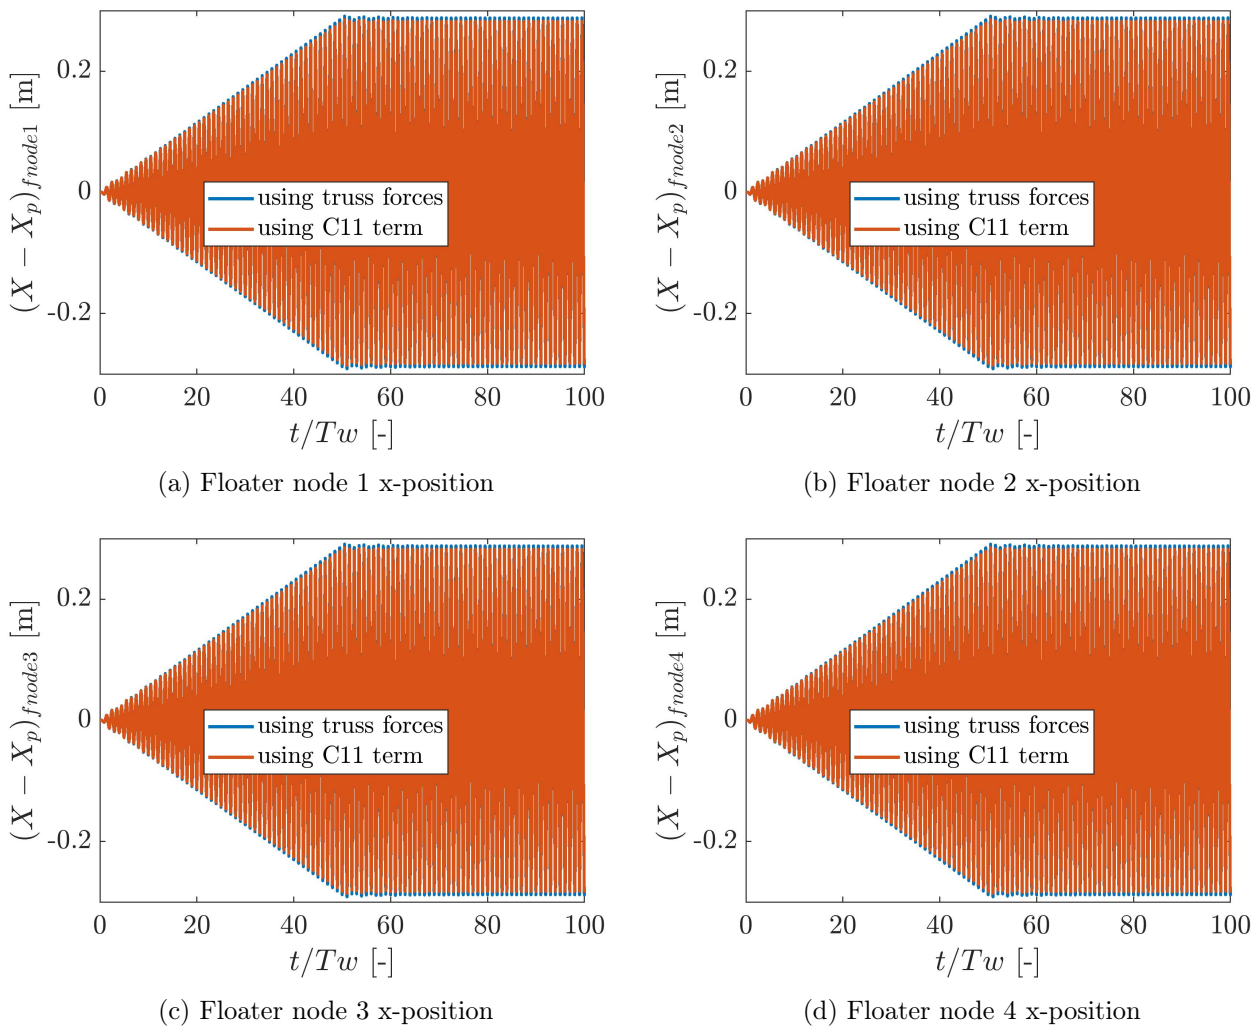 0.2
0
-0.2
(X − X_p)_{fnode1} [m]
using truss forces
using C11 term
0 20 40 60 80 100
t/Tw [-]
(a) Floater node 1 x-position
0.2
0
-0.2
(X − X_p)_{fnode2} [m]
using truss forces
using C11 term
0 20 40 60 80 100
t/Tw [-]
(b) Floater node 2 x-position
0.2
0
-0.2
(X − X_p)_{fnode3} [m]
using truss forces
using C11 term
0 20 40 60 80 100
t/Tw [-]
(c) Floater node 3 x-position
0.2
0
-0.2
(X − X_p)_{fnode4} [m]
using truss forces
using C11 term
0 20 40 60 80 100
t/Tw [-]
(d) Floater node 4 x-position